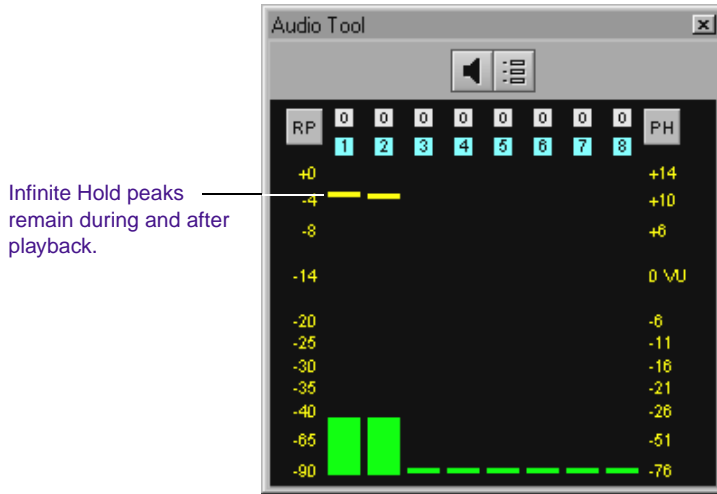 Audio Tool
RP 0 0 0 0 0 0 0 0 PH
1 2 3 4 5 6 7 8
+0 +14
-4 +10
-8 +6
-14 0 VU
-20 -6
-25 -11
-30 -16
-35 -21
-40 -26
-65 -51
-90 -76
Infinite Hold peaks
remain during and after
playback.